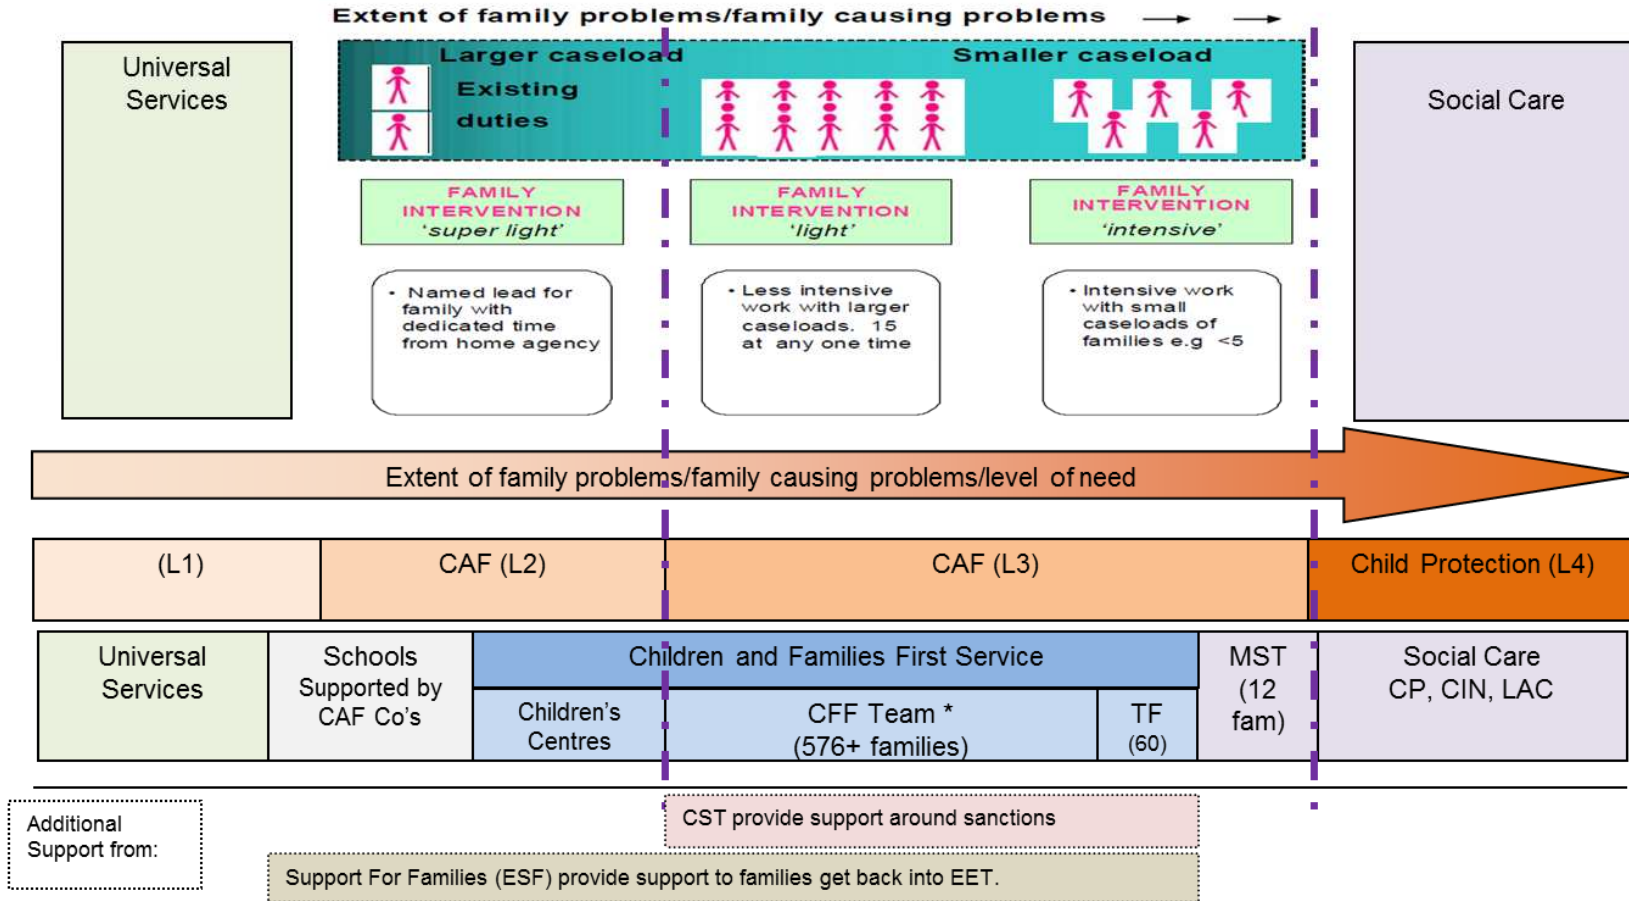 Extent of family problems/family causing problems
Universal
Services
Larger caseload
Smaller caseload
Existing
duties
Social Care
FAMILY
INTERVENTION
'super light'
FAMILY
INTERVENTION
'light'
FAMILY
INTERVENTION
'intensive'
• Named lead for
family with
dedicated time
from home agency
• Less intensive
work with larger
caseloads. 15
at any one time
• Intensive work
with small
caseloads of
families e.g <5
Extent of family problems/family causing problems/level of need
(L1)
CAF (L2)
CAF (L3)
Child Protection (L4)
Universal
Services
Schools
Supported by
CAF Co's
Children and Families First Service
Children's
Centres
CFF Team *
(576+ families)
TF
(60)
MST
(12
fam)
Social Care
CP, CIN, LAC
Additional
Support from:
CST provide support around sanctions
Support For Families (ESF) provide support to families get back into EET.